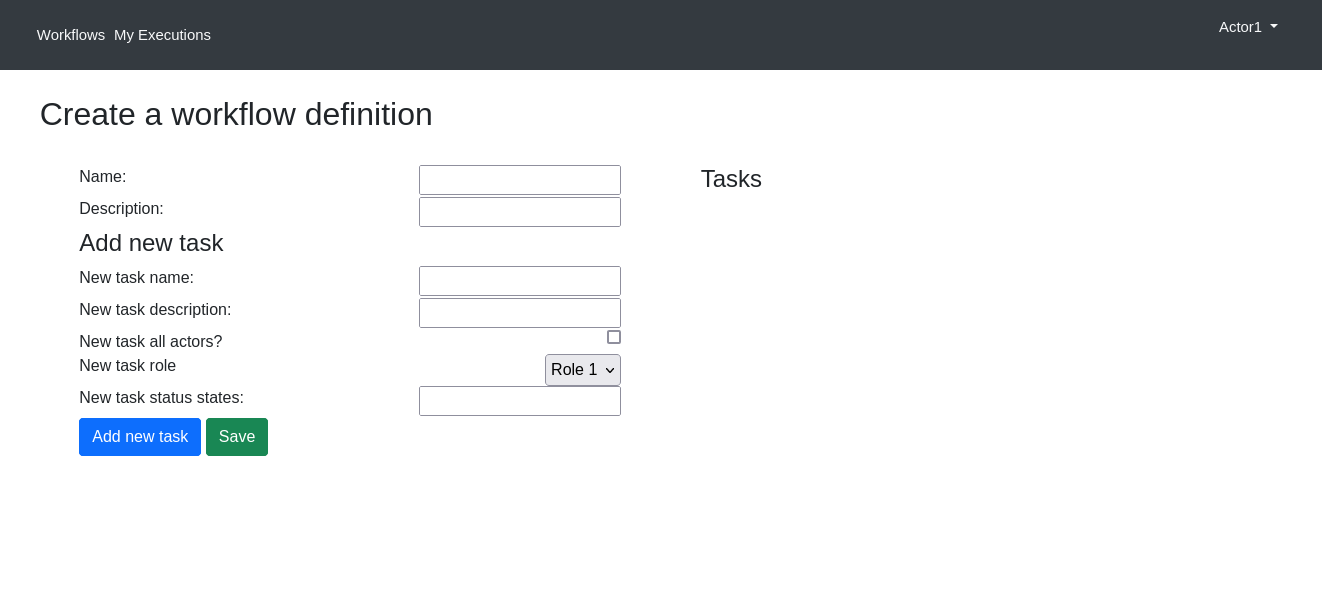 Workflows My Executions
Actor1
Create a workflow definition
Name:
Description:
Add new task
New task name:
New task description:
New task all actors?
New task role
Role 1
New task status states:
Add new task
Save
Tasks